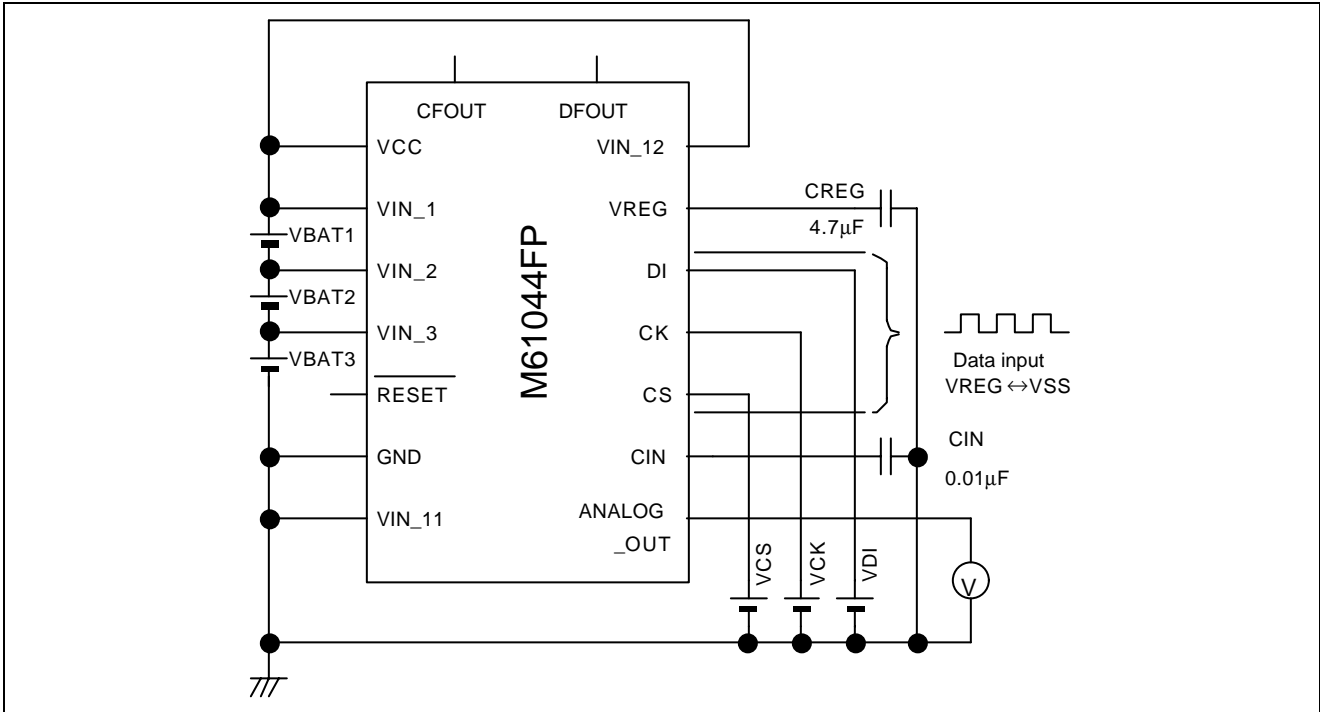 CFOUT
DFOUT
VCC
VIN_12
VIN_1
VREG
CREG
4.7μF
VBAT1
VIN_2
DI
VBAT2
VIN_3
CK
VBAT3
RESET
CS
M61044FP
Data input
VREG ↔VSS
GND
CIN
CIN
0.01μF
VIN_11
ANALOG
_OUT
VCS
VCK
VDI
V